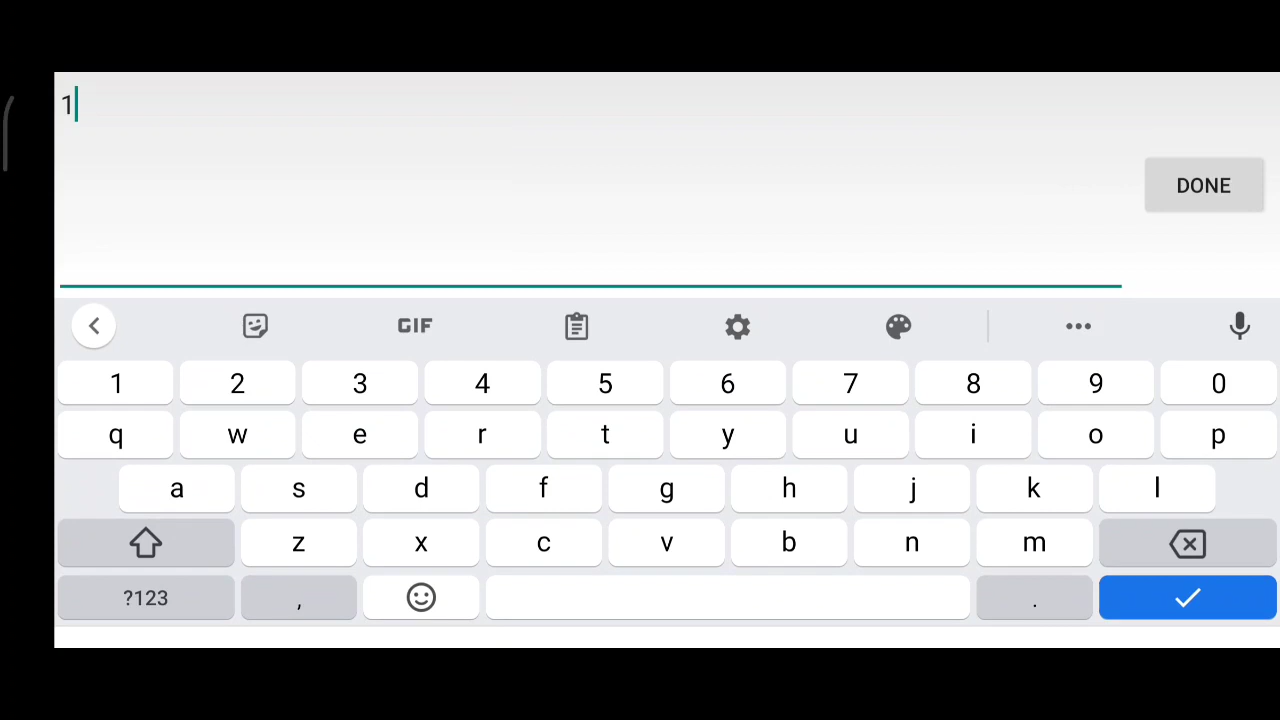 1
DONE
GIF
1 2 3 4 5 6 7 8 9 0
q w e r t y u i o p
a s d f g h j k l
z x c v b n m
?123 , .